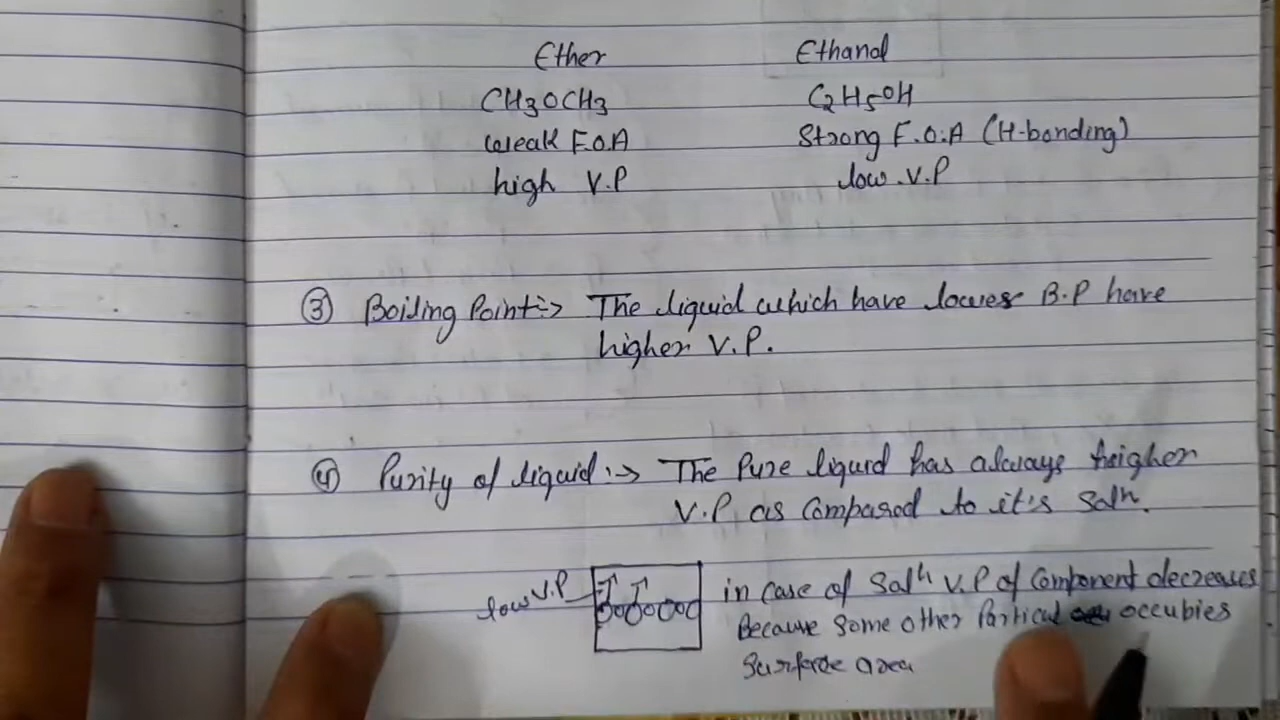 Ether Ethanol
CH3OCH3 C2H5OH
weak F.O.A Strong F.O.A (H-bonding)
high V.P low.V.P
③ Boiling Point:-> The liquid which have lower B.P have
higher V.P.
④ Purity of liquid :-> The Pure liquid has always higher
V.P as Compared to it's Solⁿ.
low V.P in case of Solⁿ V.P of Component decreases
Because some other Partical occubies
Surface area